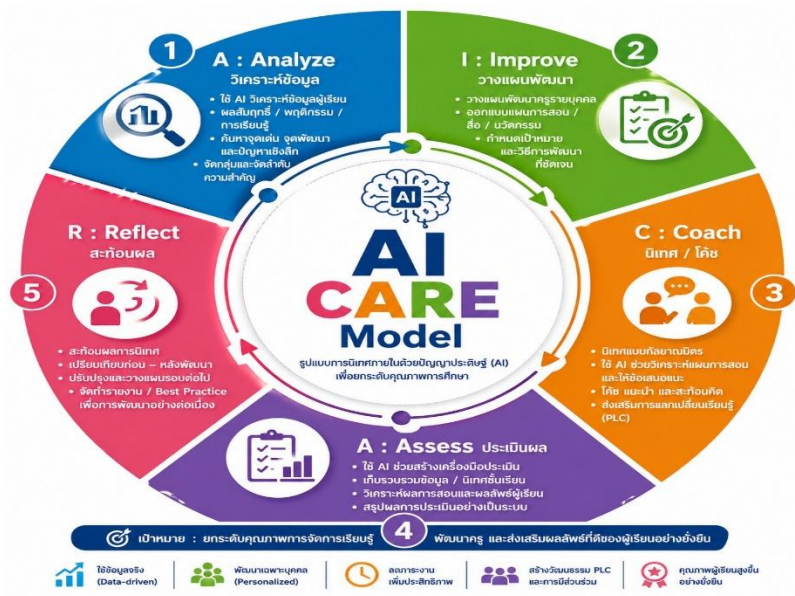 1
A : Analyze
วิเคราะห์ข้อมูล
• ใช้ AI วิเคราะห์ข้อมูลผู้เรียน
• ผลสัมฤทธิ์ / พฤติกรรม /
การเรียนรู้
• ค้นหาจุดเด่น จุดพัฒนา
และปัญหาเชิงลึก
• จัดกลุ่มและจัดลำดับ
ความสำคัญ
2
I : Improve
วางแผนพัฒนา
• วางแผนพัฒนาครูรายบุคคล
• ออกแบบแผนการสอน /
สื่อ / นวัตกรรม
• กำหนดเป้าหมาย
และวิธีการพัฒนา
ที่ชัดเจน
C : Coach
นิเทศ / โค้ช
3
• นิเทศแบบกัลยาณมิตร
• ใช้ AI ช่วยวิเคราะห์แผนการสอน
และให้ข้อเสนอแนะ
• โค้ช แนะนำ และสะท้อนคิด
• ส่งเสริมการแลกเปลี่ยนเรียนรู้
(PLC)
R : Reflect
สะท้อนผล
5
• สะท้อนผลการนิเทศ
• เปรียบเทียบก่อน – หลังพัฒนา
• ปรับปรุงและวางแผนรอบต่อไป
• จัดทำรายงาน / Best Practice
เพื่อการพัฒนาอย่างต่อเนื่อง
AI
AI
CARE
Model
รูปแบบการนิเทศภายในด้วยปัญญาประดิษฐ์ (AI)
เพื่อยกระดับคุณภาพการศึกษา
A : Assess ประเมินผล
• ใช้ AI ช่วยสร้างเครื่องมือประเมิน
• เก็บรวบรวมข้อมูล / นิเทศชั้นเรียน
• วิเคราะห์ผลการสอนและผลลัพธ์ผู้เรียน
• สรุปผลการประเมินอย่างเป็นระบบ
4
เป้าหมาย : ยกระดับคุณภาพการจัดการเรียนรู้ พัฒนาครู และส่งเสริมผลลัพธ์ที่ดีของผู้เรียนอย่างยั่งยืน
ใช้ข้อมูลจริง
(Data-driven)
พัฒนาเฉพาะบุคคล
(Personalized)
ลดภาระงาน
เพิ่มประสิทธิภาพ
สร้างวัฒนธรรม PLC
และการมีส่วนร่วม
คุณภาพผู้เรียนสูงขึ้น
อย่างยั่งยืน